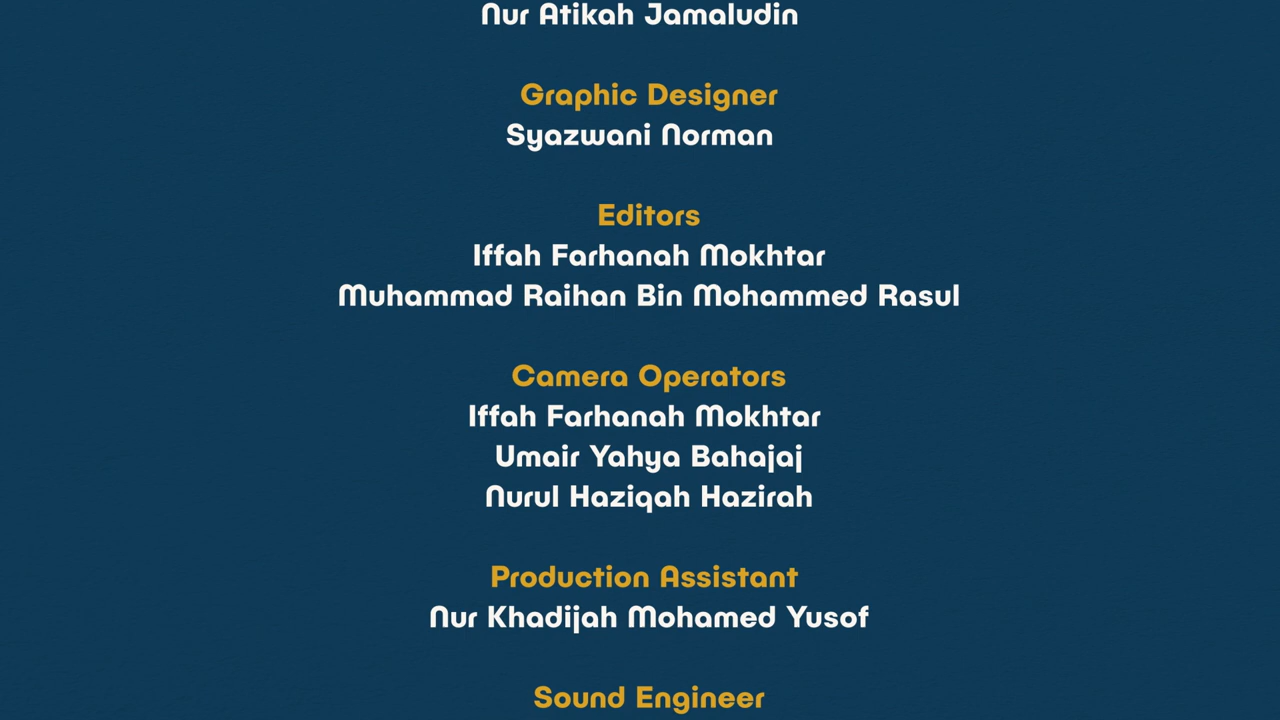 Nur Atikah Jamaludin
Graphic Designer
Syazwani Norman
Editors
Iffah Farhanah Mokhtar
Muhammad Raihan Bin Mohammed Rasul
Camera Operators
Iffah Farhanah Mokhtar
Umair Yahya Bahajaj
Nurul Haziqah Hazirah
Production Assistant
Nur Khadijah Mohamed Yusof
Sound Engineer